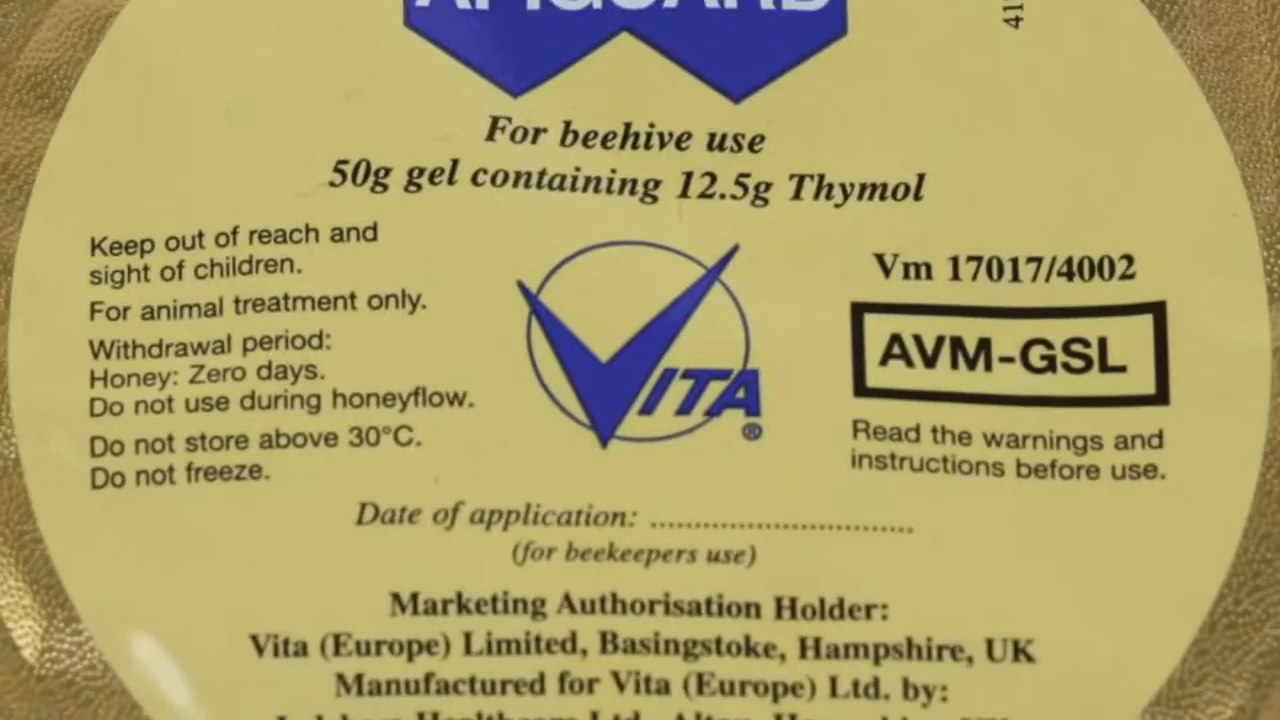 APIGUARD
For beehive use
50g gel containing 12.5g Thymol
Keep out of reach and
sight of children.
For animal treatment only.
Withdrawal period:
Honey: Zero days.
Do not use during honeyflow.
Do not store above 30°C.
Do not freeze.
VITA
®
Vm 17017/4002
AVM-GSL
Read the warnings and
instructions before use.
Date of application: ..............................
(for beekeepers use)
Marketing Authorisation Holder:
Vita (Europe) Limited, Basingstoke, Hampshire, UK
Manufactured for Vita (Europe) Ltd. by: